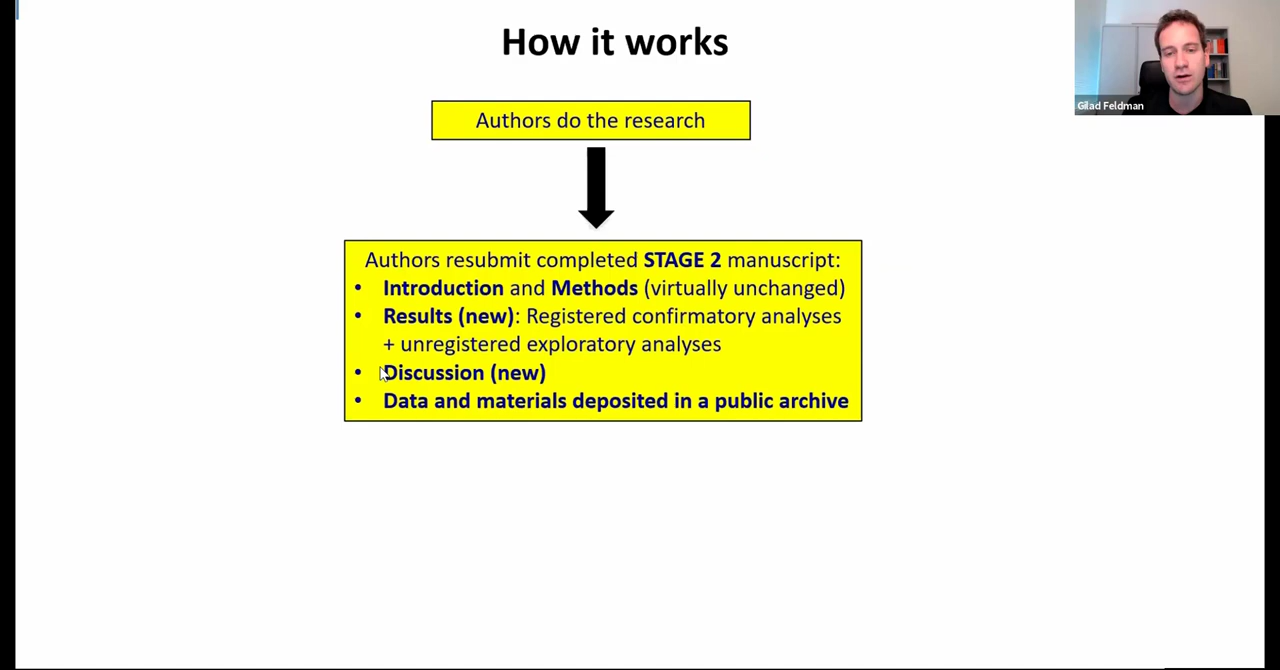 How it works
Gilad Feldman
Authors do the research
Authors resubmit completed STAGE 2 manuscript:
• Introduction and Methods (virtually unchanged)
• Results (new): Registered confirmatory analyses
+ unregistered exploratory analyses
• Discussion (new)
• Data and materials deposited in a public archive